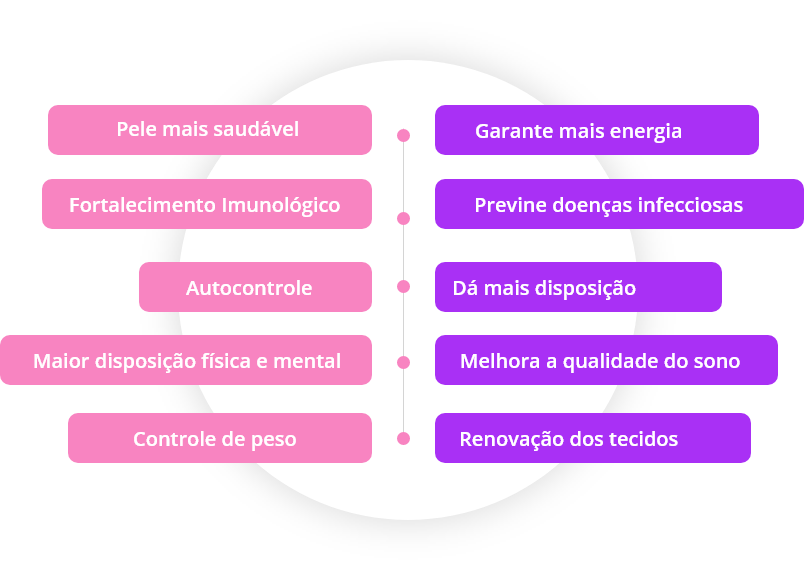 Pele mais saudável
Garante mais energia
Fortalecimento Imunológico
Previne doenças infecciosas
Autocontrole
Dá mais disposição
Maior disposição física e mental
Melhora a qualidade do sono
Controle de peso
Renovação dos tecidos